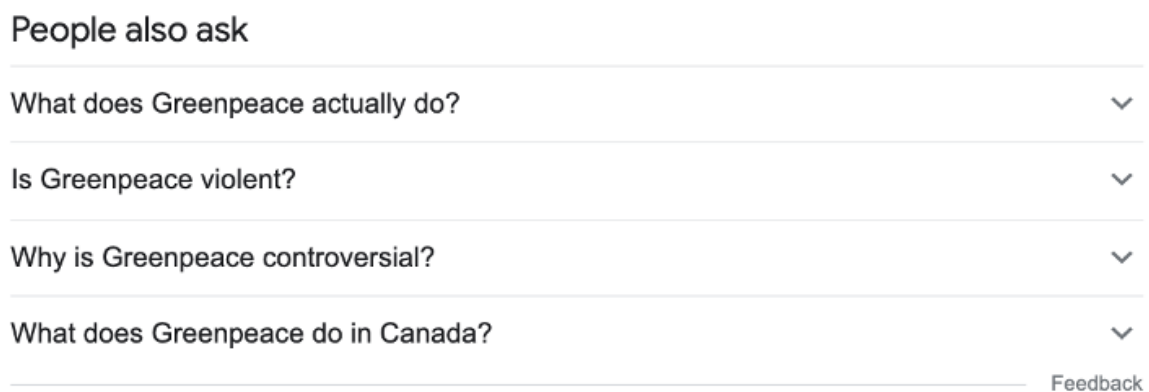 People also ask
What does Greenpeace actually do?
Is Greenpeace violent?
Why is Greenpeace controversial?
What does Greenpeace do in Canada?
Feedback